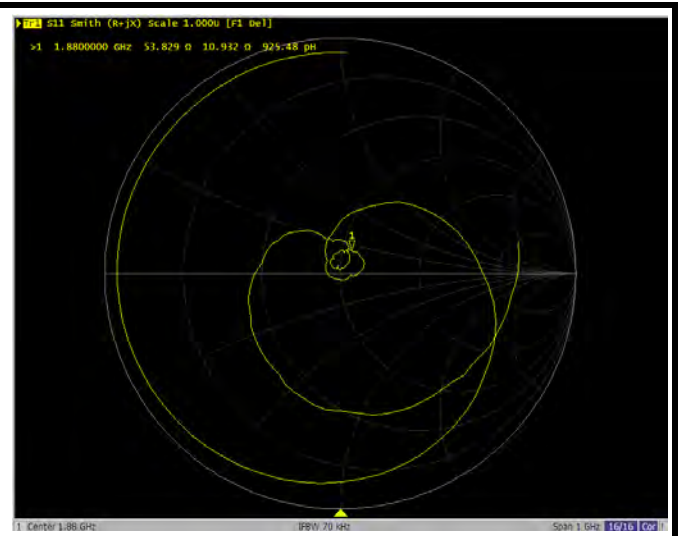 Tr1 S11 Smith (R+jX) Scale 1.000U [F1 Del]
>1 1.8800000 GHz 53.829 Ω 10.932 Ω 925.48 pH
1
1 Center 1.88 GHz IFBW 70 kHz Span 1 GHz 16/16 Cor !